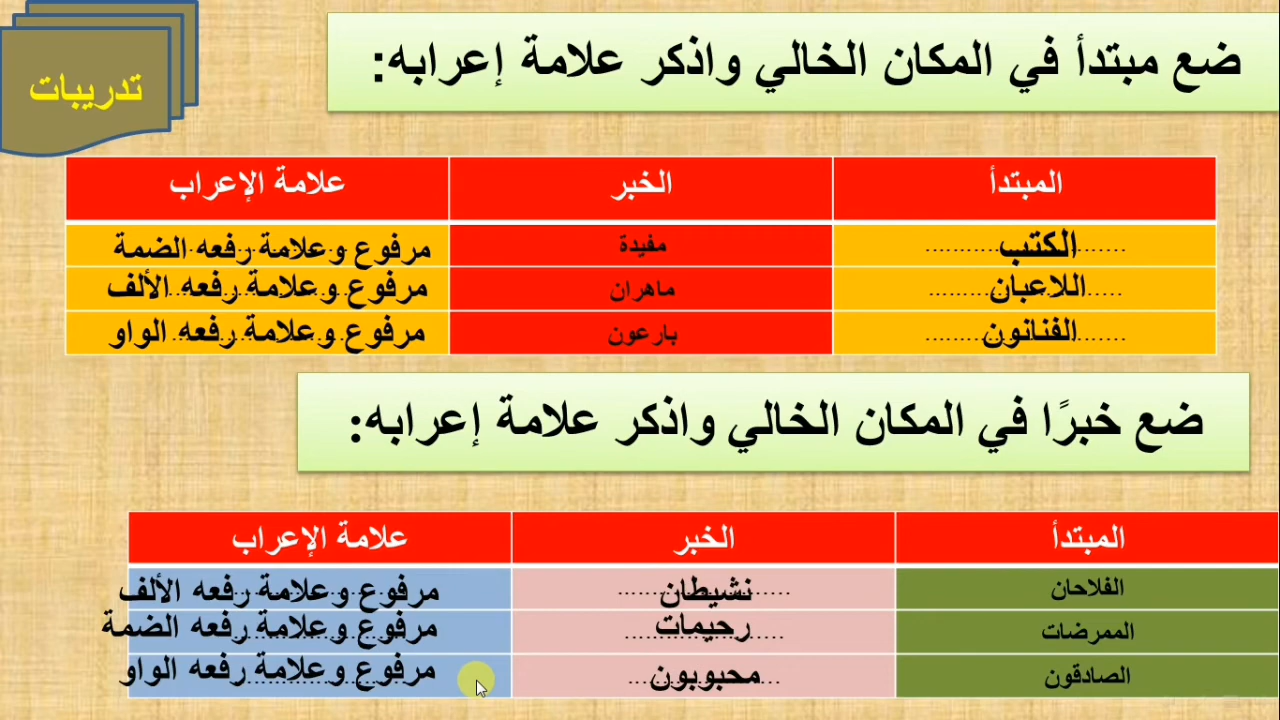 تدريبات
ضع مبتدأ في المكان الخالي واذكر علامة إعرابه:
المبتدأ الخبر علامة الإعراب
الكتب مفيدة مرفوع وعلامة رفعه الضمة
اللاعبان ماهران مرفوع وعلامة رفعه الألف
الفنانون بارعون مرفوع وعلامة رفعه الواو
ضع خبرًا في المكان الخالي واذكر علامة إعرابه:
المبتدأ الخبر علامة الإعراب
الفلاحان نشيطان مرفوع وعلامة رفعه الألف
الممرضات رحيمات مرفوع وعلامة رفعه الضمة
الصادقون محبوبون مرفوع وعلامة رفعه الواو